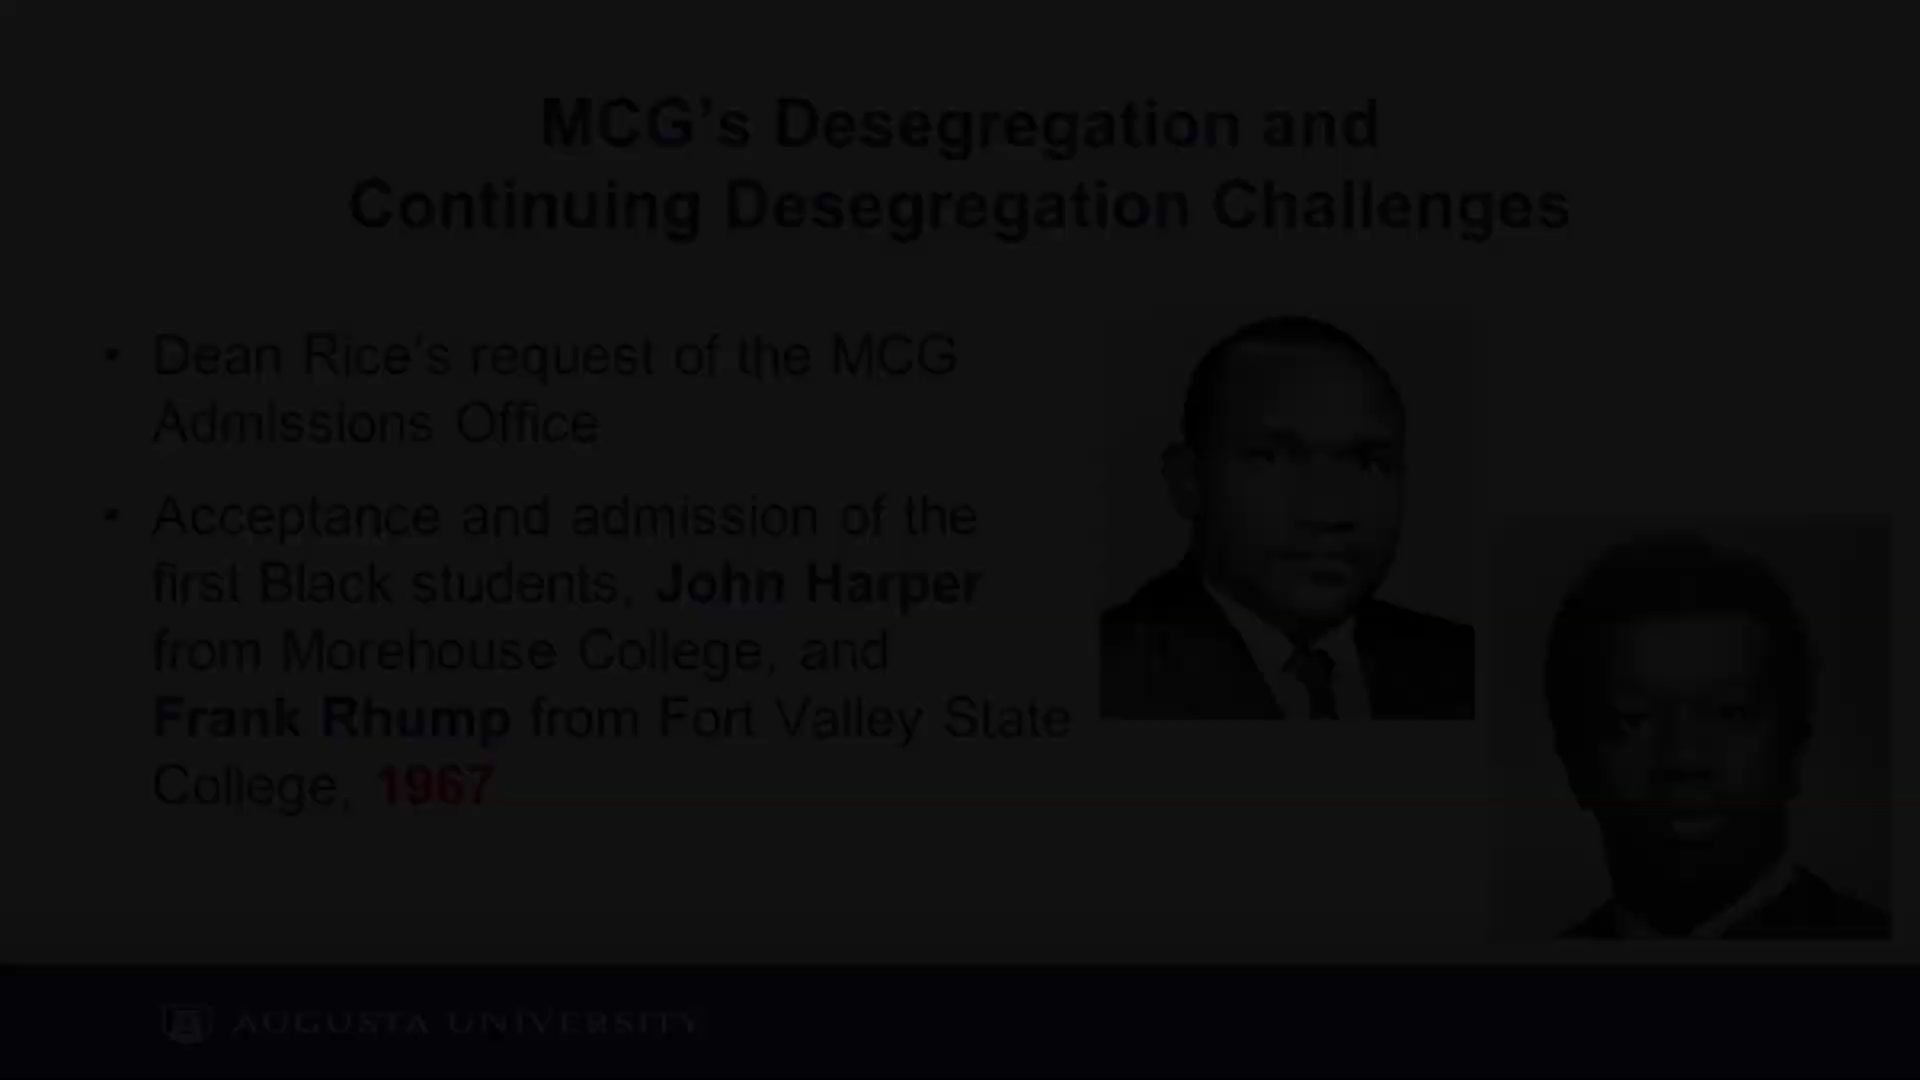 MCG's Desegregation and
Continuing Desegregation Challenges
• Dean Rice's request of the MCG
Admissions Office
• Acceptance and admission of the
first Black students, John Harper
from Morehouse College, and
Frank Rhump from Fort Valley State
College, 1967
AUGUSTA UNIVERSITY